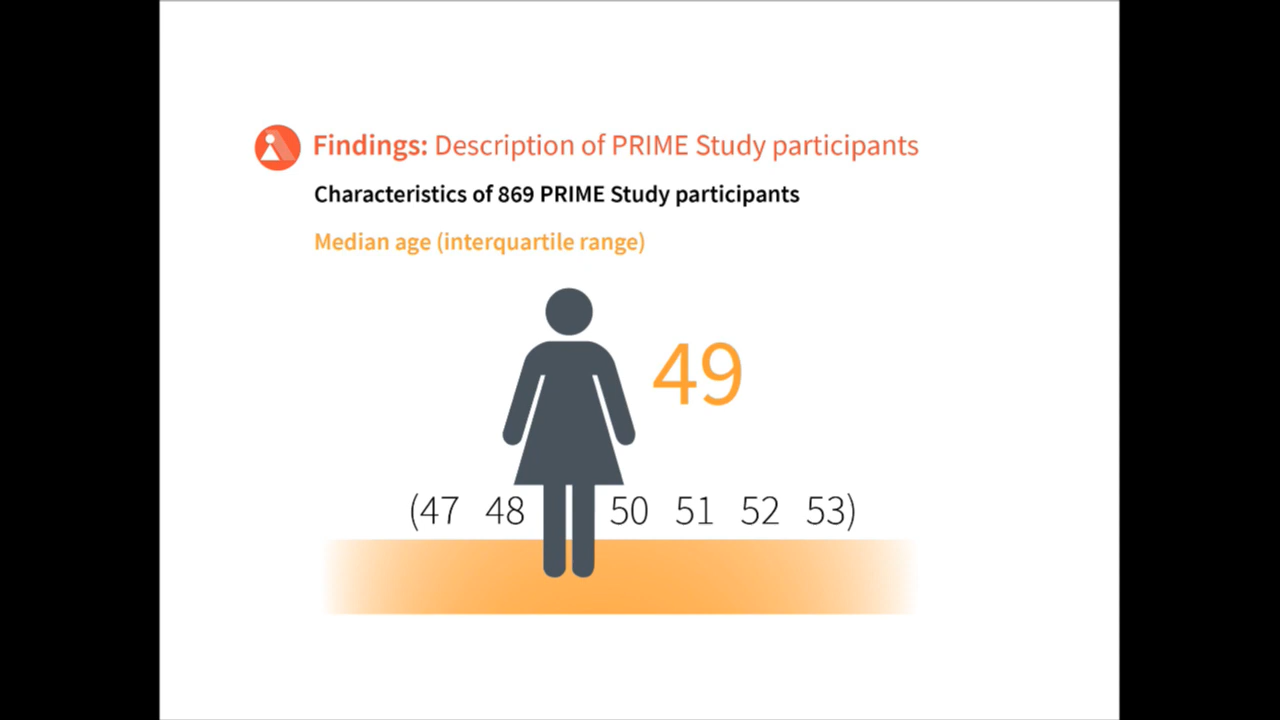 Findings: Description of PRIME Study participants
Characteristics of 869 PRIME Study participants
Median age (interquartile range)
49
(47 48 50 51 52 53)